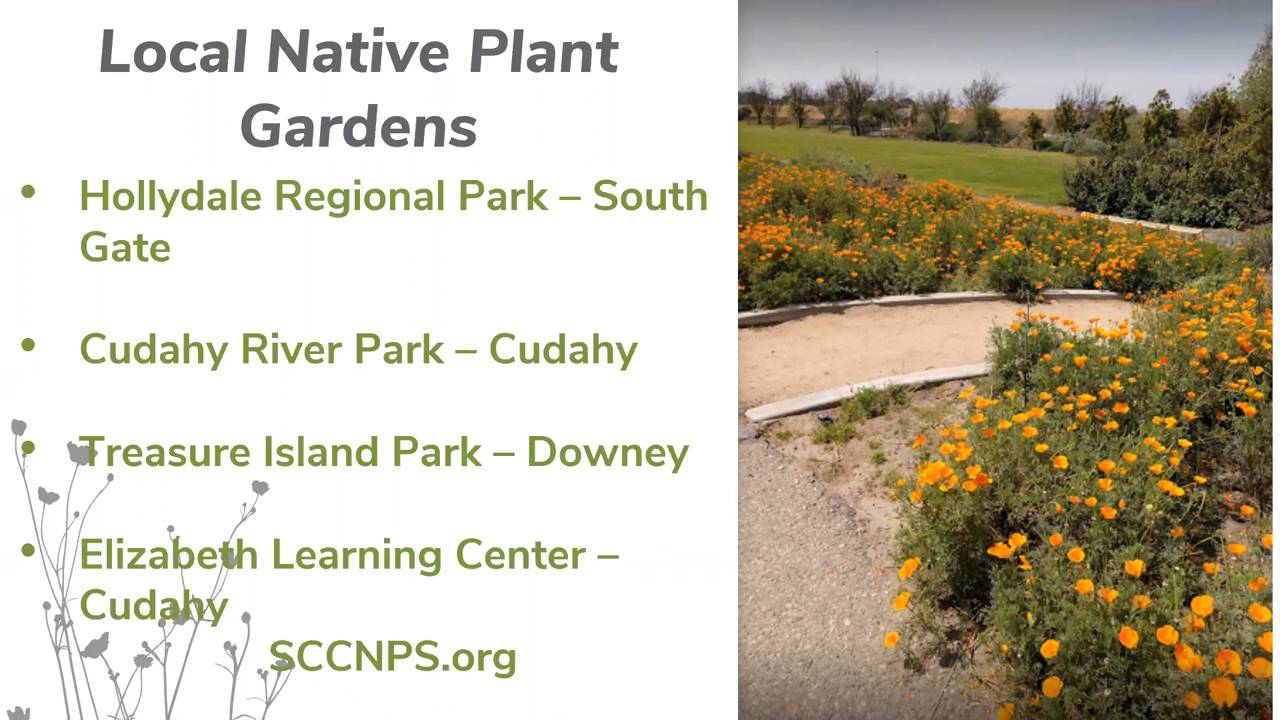 Local Native Plant
Gardens
• Hollydale Regional Park – South
Gate
• Cudahy River Park – Cudahy
• Treasure Island Park – Downey
• Elizabeth Learning Center –
Cudahy
SCCNPS.org